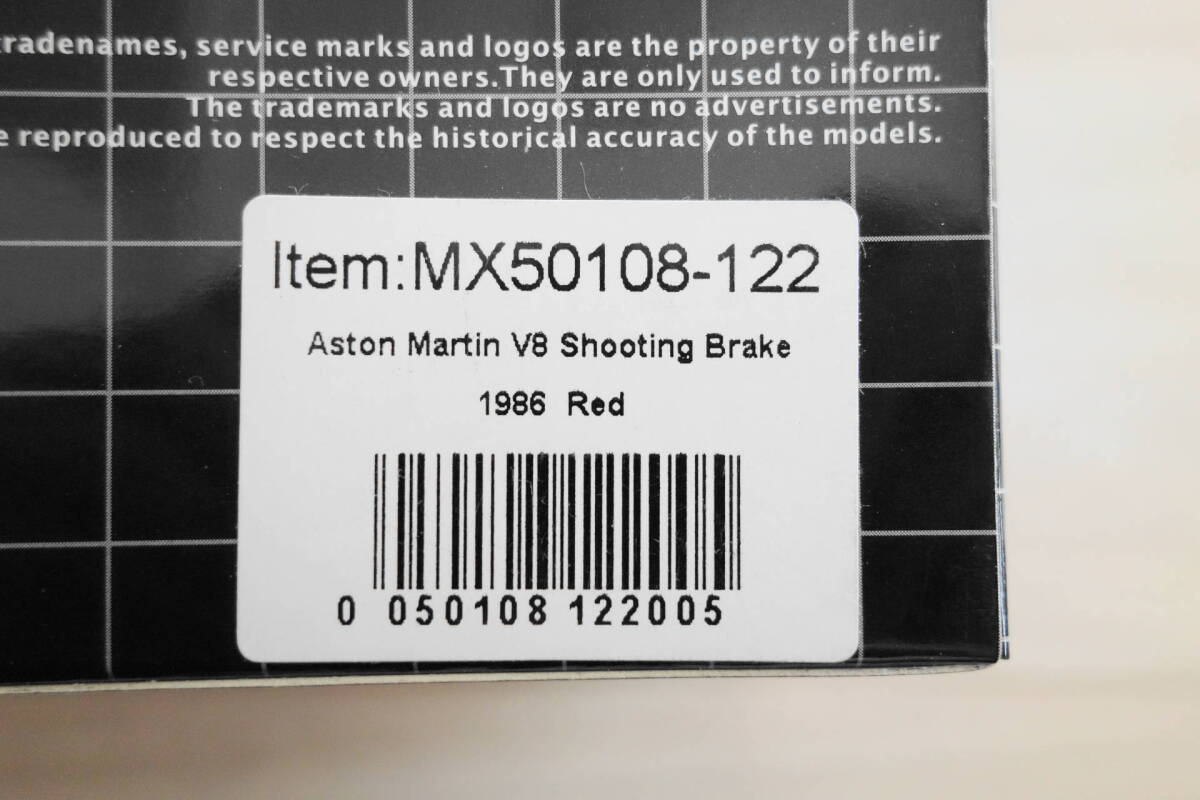 tradenames, service marks and logos are the property of their
respective owners.They are only used to inform.
The trademarks and logos are no advertisements.
reproduced to respect the historical accuracy of the models.
Item:MX50108-122
Aston Martin V8 Shooting Brake
1986 Red
0 050108 122005